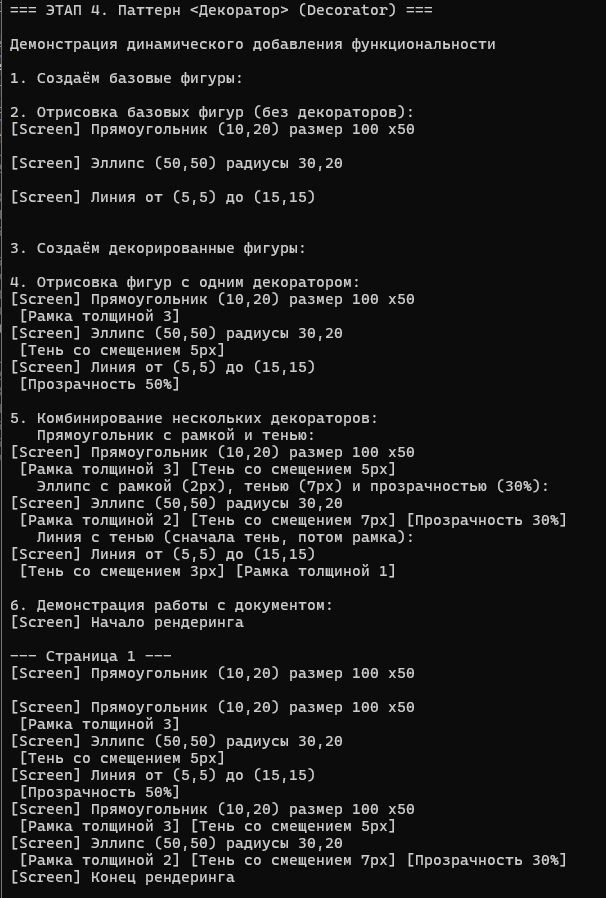 === ЭТАП 4. Паттерн <Декоратор> (Decorator) ===
Демонстрация динамического добавления функциональности
1. Создаём базовые фигуры:
2. Отрисовка базовых фигур (без декораторов):
[Screen] Прямоугольник (10,20) размер 100 x50
[Screen] Эллипс (50,50) радиусы 30,20
[Screen] Линия от (5,5) до (15,15)
3. Создаём декорированные фигуры:
4. Отрисовка фигур с одним декоратором:
[Screen] Прямоугольник (10,20) размер 100 x50
[Рамка толщиной 3]
[Screen] Эллипс (50,50) радиусы 30,20
[Тень со смещением 5px]
[Screen] Линия от (5,5) до (15,15)
[Прозрачность 50%]
5. Комбинирование нескольких декораторов:
Прямоугольник с рамкой и тенью:
[Screen] Прямоугольник (10,20) размер 100 x50
[Рамка толщиной 3] [Тень со смещением 5px]
Эллипс с рамкой (2px), тенью (7px) и прозрачностью (30%):
[Screen] Эллипс (50,50) радиусы 30,20
[Рамка толщиной 2] [Тень со смещением 7px] [Прозрачность 30%]
Линия с тенью (сначала тень, потом рамка):
[Screen] Линия от (5,5) до (15,15)
[Тень со смещением 3px] [Рамка толщиной 1]
6. Демонстрация работы с документом:
[Screen] Начало рендеринга
--- Страница 1 ---
[Screen] Прямоугольник (10,20) размер 100 x50
[Screen] Прямоугольник (10,20) размер 100 x50
[Рамка толщиной 3]
[Screen] Эллипс (50,50) радиусы 30,20
[Тень со смещением 5px]
[Screen] Линия от (5,5) до (15,15)
[Прозрачность 50%]
[Screen] Прямоугольник (10,20) размер 100 x50
[Рамка толщиной 3] [Тень со смещением 5px]
[Screen] Эллипс (50,50) радиусы 30,20
[Рамка толщиной 2] [Тень со смещением 7px] [Прозрачность 30%]
[Screen] Конец рендеринга